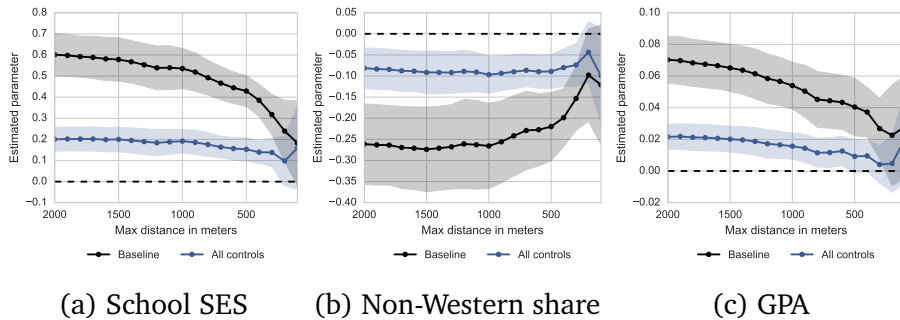 Estimated parameter
0.8
0.7
0.6
0.5
0.4
0.3
0.2
0.1
0.0
−0.1
2000 1500 1000 500
Max distance in meters
Baseline All controls
(a) School SES
Estimated parameter
0.05
0.00
−0.05
−0.10
−0.15
−0.20
−0.25
−0.30
−0.35
−0.40
2000 1500 1000 500
Max distance in meters
Baseline All controls
(b) Non-Western share
Estimated parameter
0.10
0.08
0.06
0.04
0.02
0.00
−0.02
2000 1500 1000 500
Max distance in meters
Baseline All controls
(c) GPA